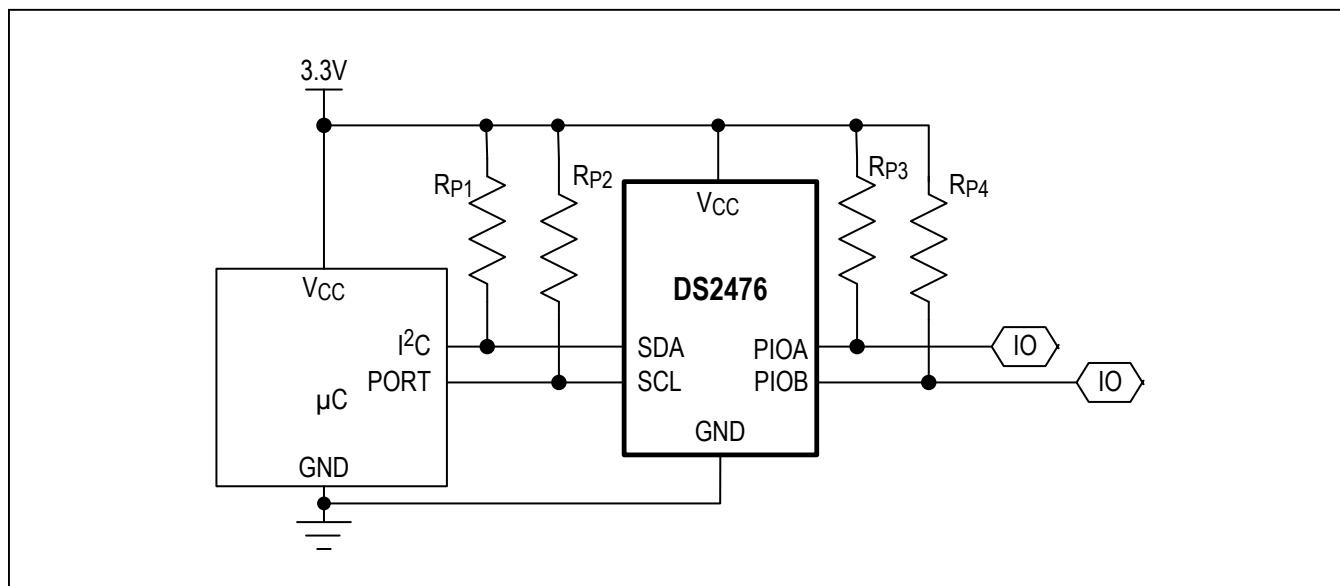 3.3V
RP1
RP2
RP3
RP4
VCC
VCC
DS2476
I2C
PORT
µC
GND
SDA
SCL
PIOA
PIOB
GND
IO
IO